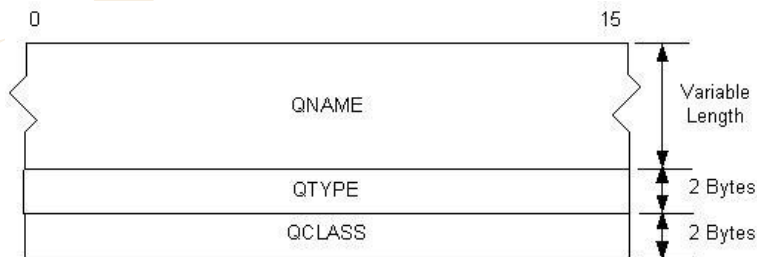 0 15
QNAME
Variable
Length
QTYPE
2 Bytes
QCLASS
2 Bytes